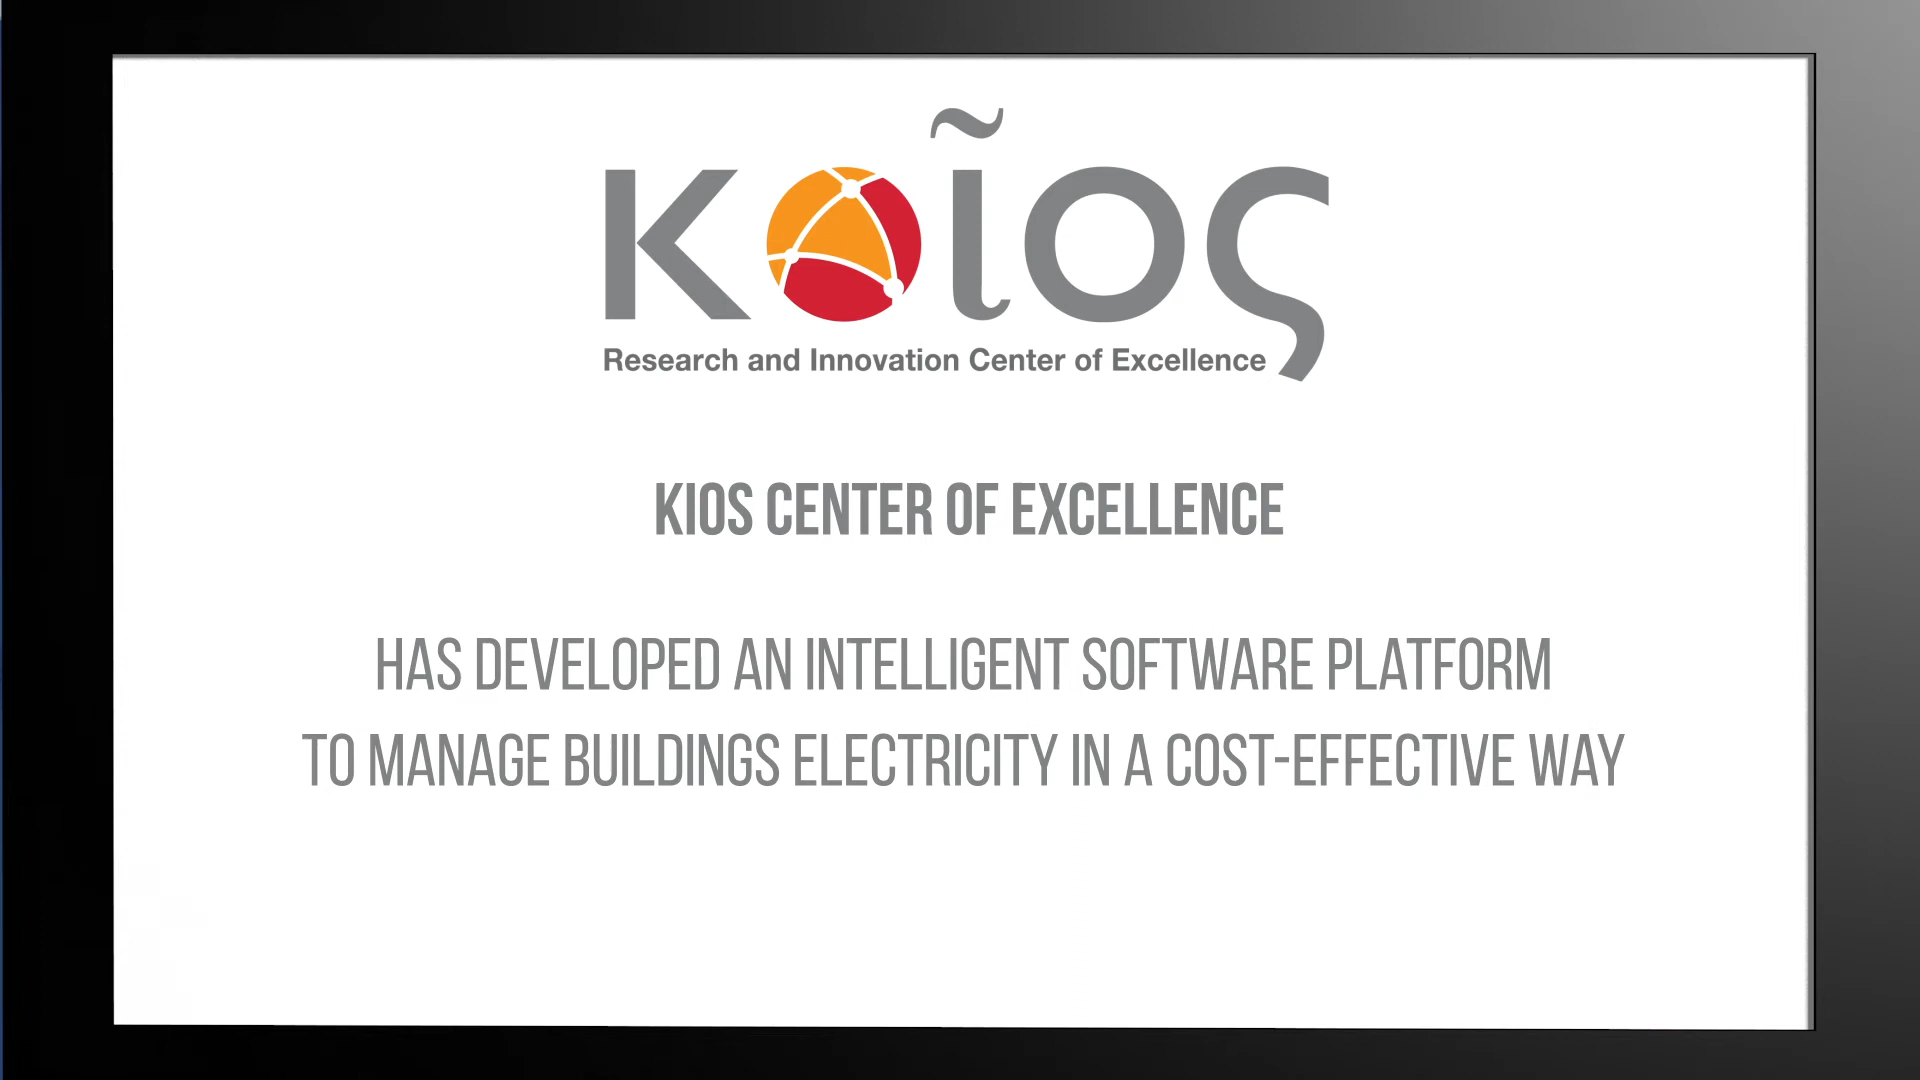 κοῖος
Research and Innovation Center of Excellence
KIOS CENTER OF EXCELLENCE
HAS DEVELOPED AN INTELLIGENT SOFTWARE PLATFORM
TO MANAGE BUILDINGS ELECTRICITY IN A COST-EFFECTIVE WAY